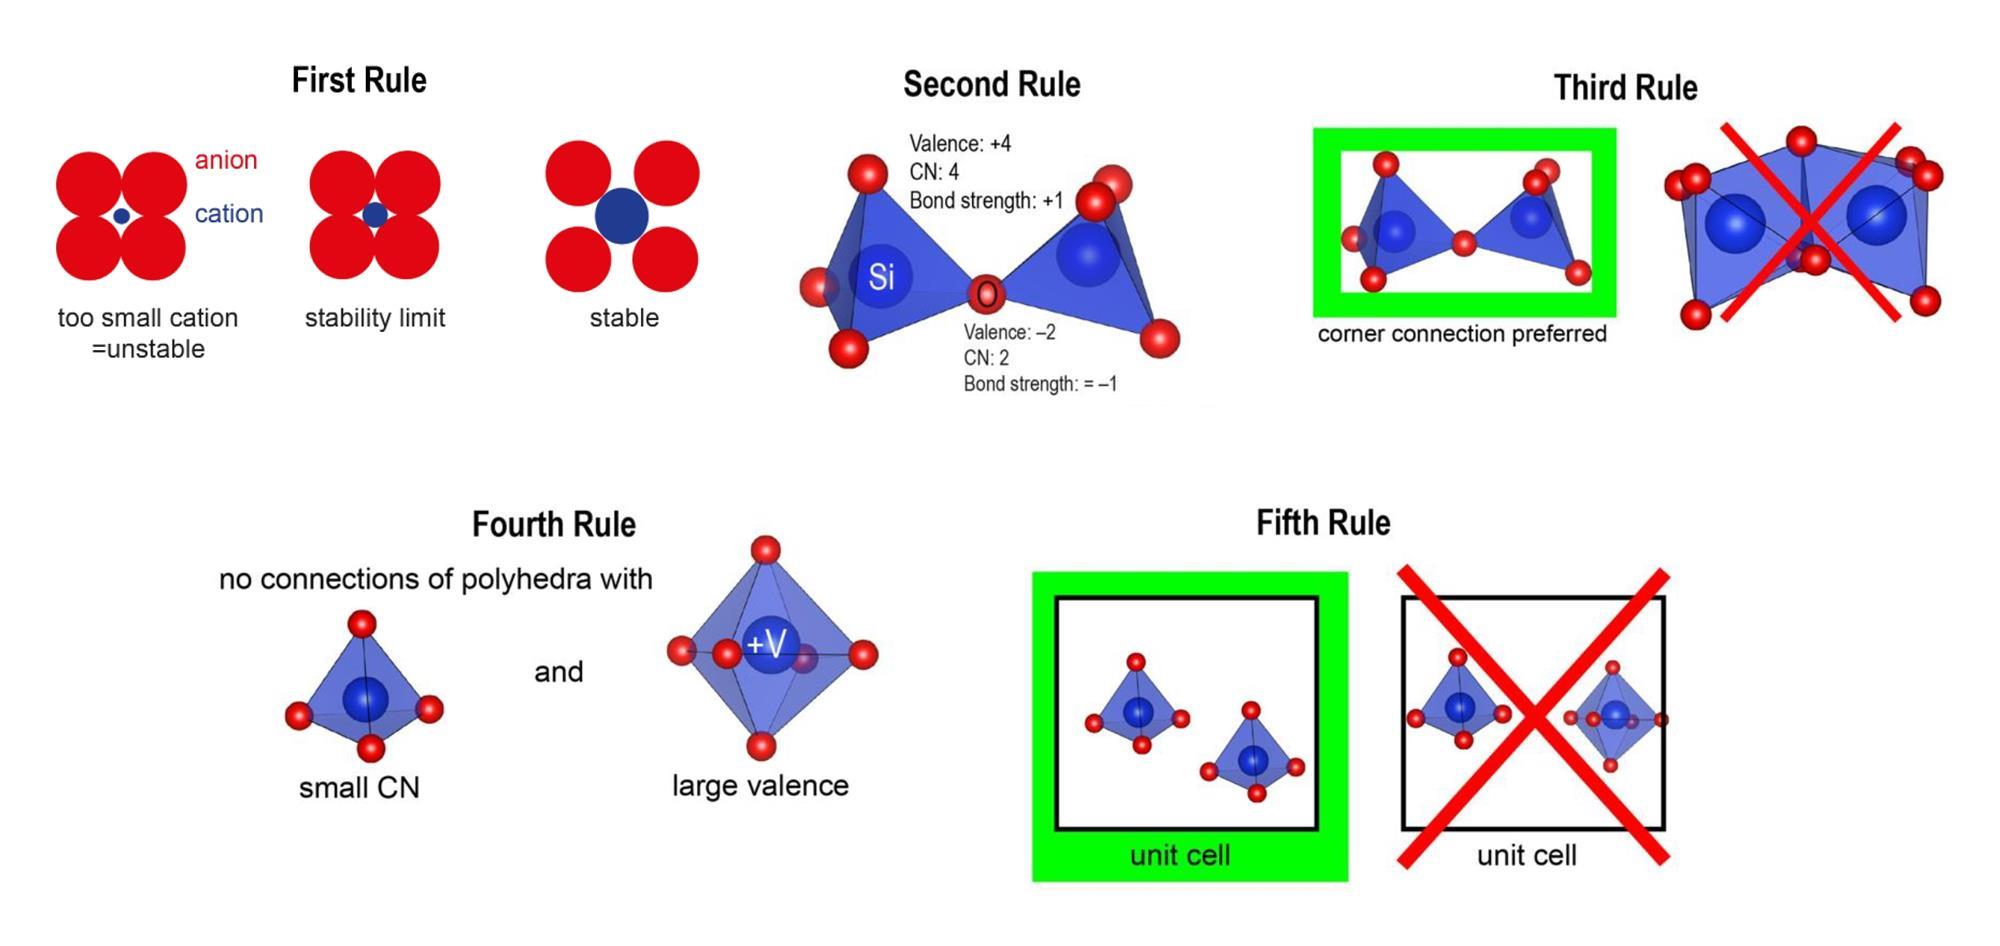 First Rule
anion
cation
too small cation
=unstable
stability limit
stable
Second Rule
Valence: +4
CN: 4
Bond strength: +1
Si
O
Valence: –2
CN: 2
Bond strength: = –1
Third Rule
corner connection preferred
Fourth Rule
no connections of polyhedra with
+V
and
small CN
large valence
Fifth Rule
unit cell
unit cell